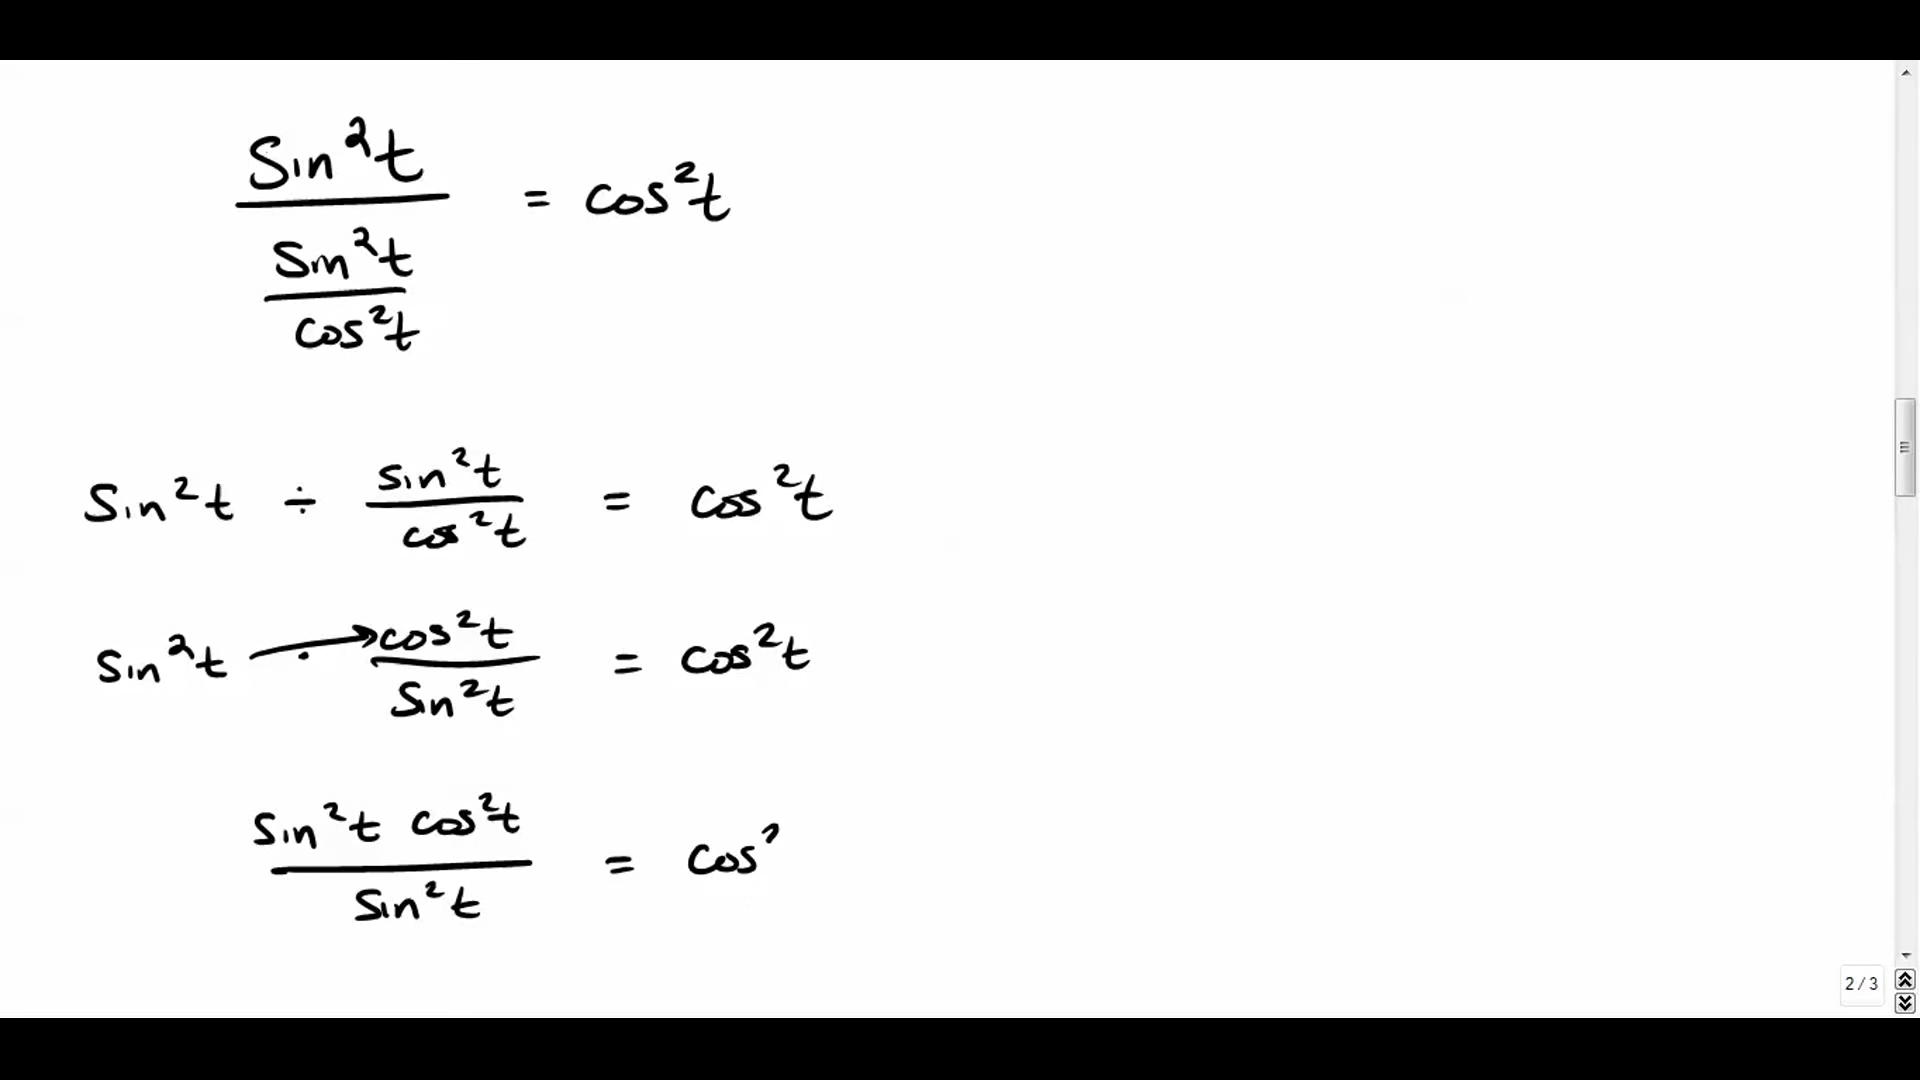 sin²t / (sin²t / cos²t) = cos²t
sin²t ÷ sin²t / cos²t = cos²t
sin²t · cos²t / sin²t = cos²t
sin²t cos²t / sin²t = cos²
2 / 3